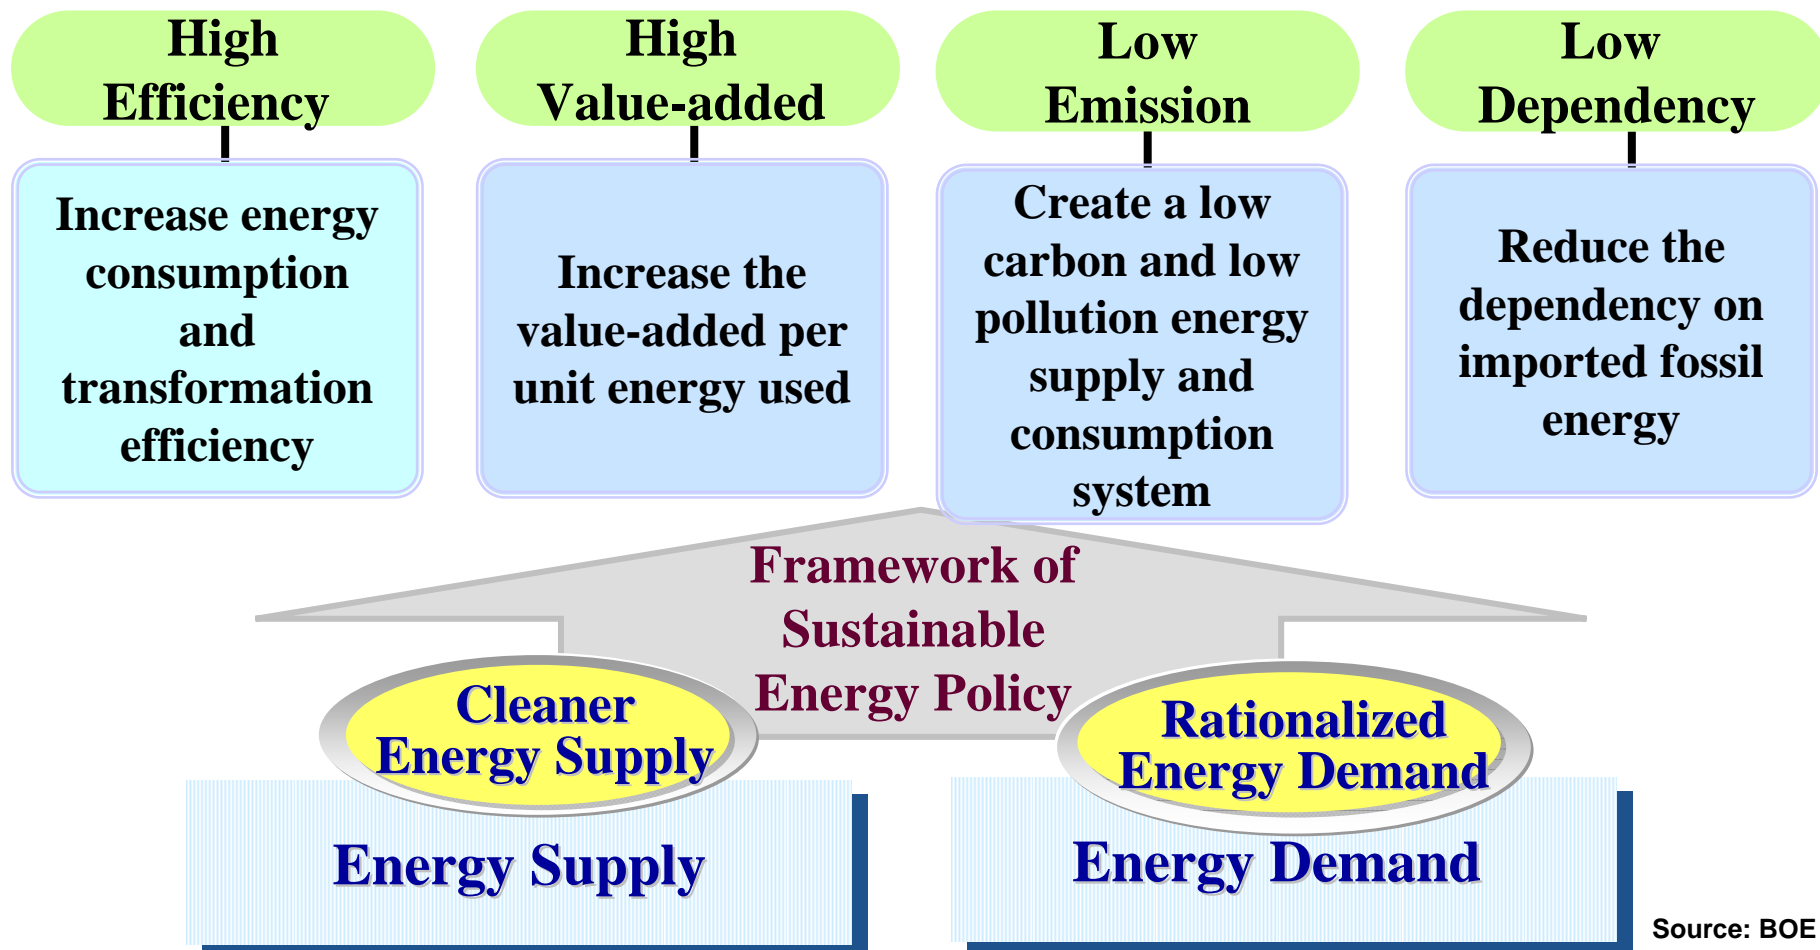 High
Efficiency
High
Value-added
Low
Emission
Low
Dependency
Increase energy
consumption
and
transformation
efficiency
Increase the
value-added per
unit energy used
Create a low
carbon and low
pollution energy
supply and
consumption
system
Reduce the
dependency on
imported fossil
energy
Framework of
Sustainable
Energy Policy
Cleaner
Energy Supply
Rationalized
Energy Demand
Energy Supply
Energy Demand
Source: BOE